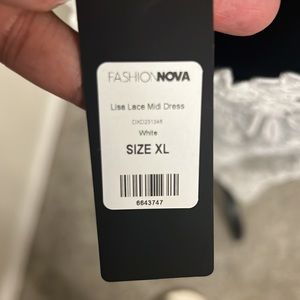 FASHIONNOVA
Lisa Lace Midi Dress
White
SIZE XL
6643747